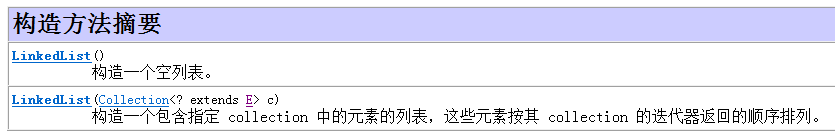 构造方法摘要
LinkedList()
构造一个空列表。
LinkedList(Collection<? extends E> c)
构造一个包含指定 collection 中的元素的列表，这些元素按其 collection 的迭代器返回的顺序排列。